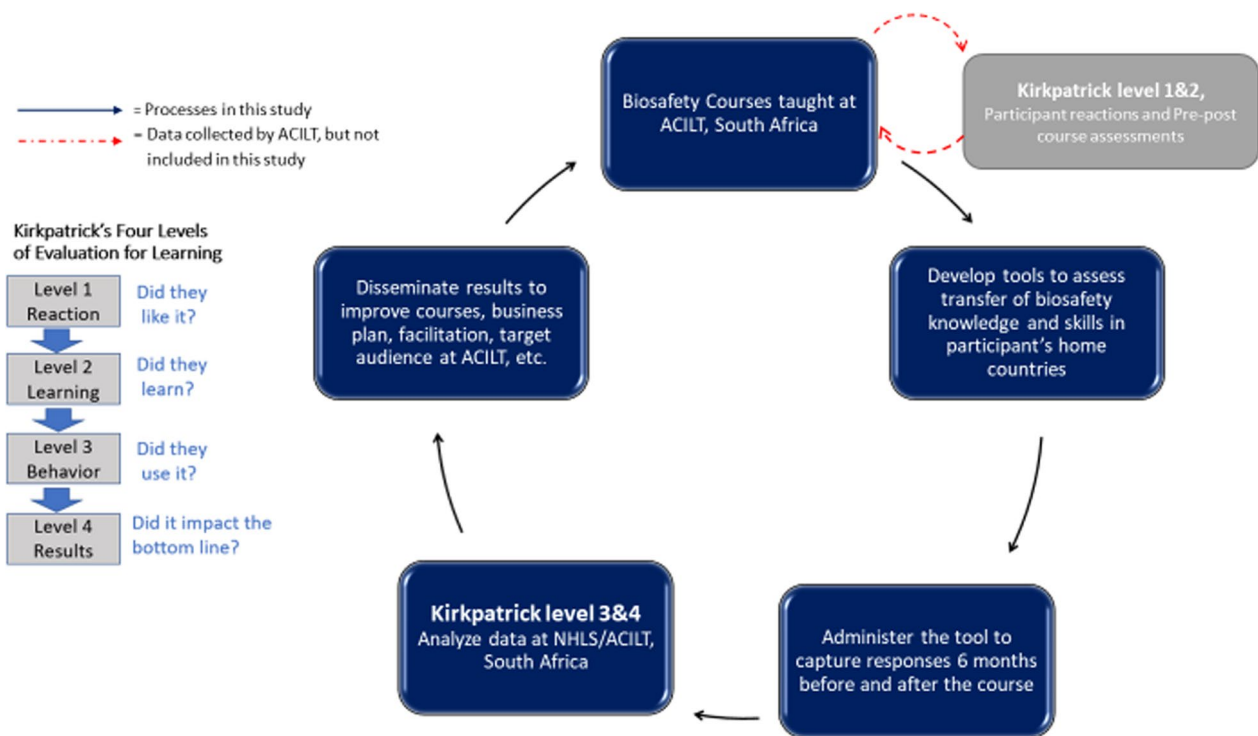 = Processes in this study
= Data collected by ACILT, but not
included in this study
Kirkpatrick's Four Levels
of Evaluation for Learning
Level 1
Reaction
Did they
like it?
Level 2
Learning
Did they
learn?
Level 3
Behavior
Did they
use it?
Level 4
Results
Did it impact the
bottom line?
Biosafety Courses taught at
ACILT, South Africa
Kirkpatrick level 1&2,
Participant reactions and Pre-post
course assessments
Develop tools to assess
transfer of biosafety
knowledge and skills in
participant's home
countries
Administer the tool to
capture responses 6 months
before and after the course
Kirkpatrick level 3&4
Analyze data at NHLS/ACILT,
South Africa
Disseminate results to
improve courses, business
plan, facilitation, target
audience at ACILT, etc.